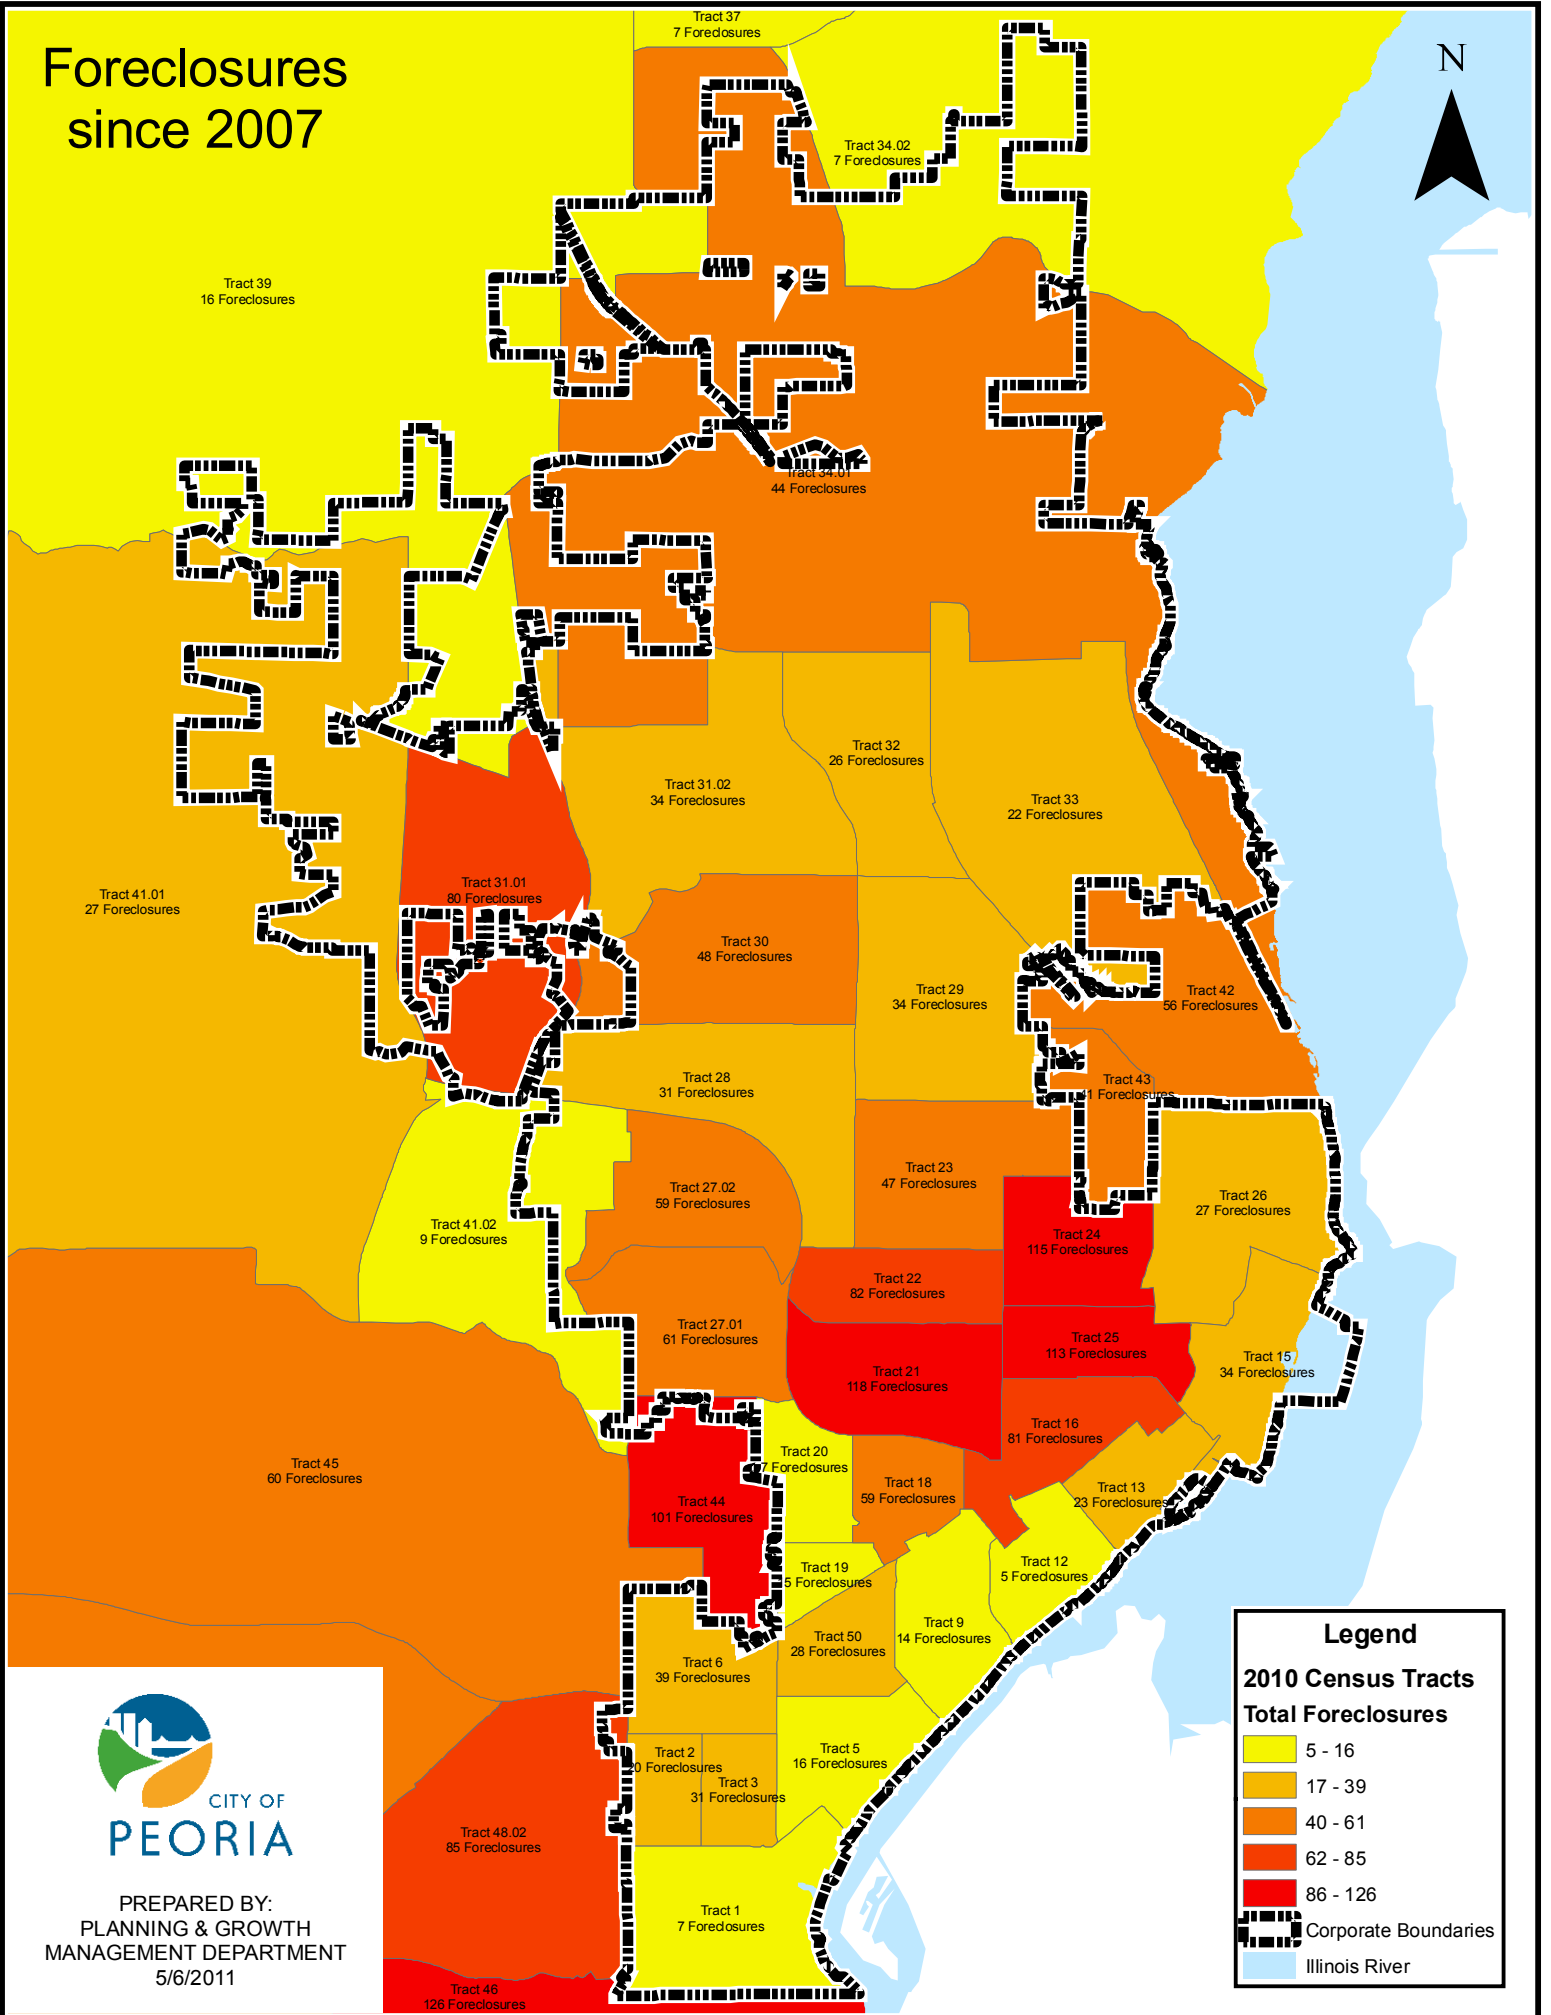 Foreclosures
since 2007
N
Tract 37
7 Foreclosures
Tract 34.02
7 Foreclosures
Tract 39
16 Foreclosures
Tract 34.01
44 Foreclosures
Tract 32
26 Foreclosures
Tract 31.02
34 Foreclosures
Tract 33
22 Foreclosures
Tract 31.01
80 Foreclosures
Tract 41.01
27 Foreclosures
Tract 30
48 Foreclosures
Tract 29
34 Foreclosures
Tract 42
56 Foreclosures
Tract 28
31 Foreclosures
Tract 43
41 Foreclosures
Tract 23
47 Foreclosures
Tract 27.02
59 Foreclosures
Tract 26
27 Foreclosures
Tract 41.02
9 Foreclosures
Tract 24
115 Foreclosures
Tract 22
82 Foreclosures
Tract 27.01
61 Foreclosures
Tract 25
113 Foreclosures
Tract 15
34 Foreclosures
Tract 21
118 Foreclosures
Tract 16
81 Foreclosures
Tract 20
7 Foreclosures
Tract 45
60 Foreclosures
Tract 18
59 Foreclosures
Tract 13
23 Foreclosures
Tract 44
101 Foreclosures
Tract 12
5 Foreclosures
Tract 19
5 Foreclosures
Tract 9
14 Foreclosures
Tract 50
28 Foreclosures
Tract 6
39 Foreclosures
Tract 5
16 Foreclosures
Tract 2
20 Foreclosures
Tract 3
31 Foreclosures
Tract 48.02
85 Foreclosures
Tract 1
7 Foreclosures
Tract 46
126 Foreclosures
CITY OF
PEORIA
PREPARED BY:
PLANNING & GROWTH
MANAGEMENT DEPARTMENT
5/6/2011
Legend
2010 Census Tracts
Total Foreclosures
5 - 16
17 - 39
40 - 61
62 - 85
86 - 126
Corporate Boundaries
Illinois River